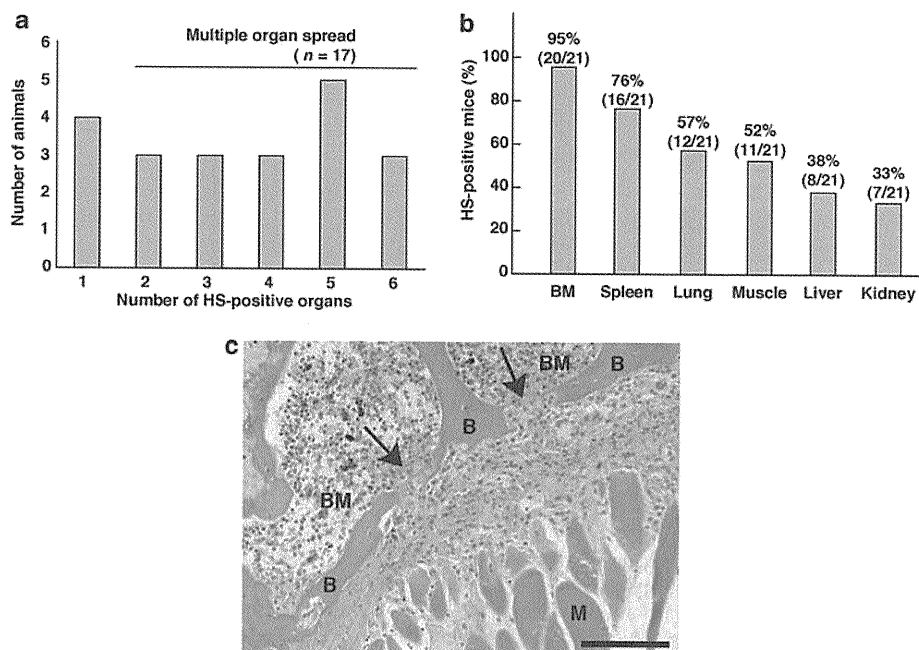 a
Multiple organ spread
( n = 17)
Number of animals
6
5
4
3
2
1
0
1 2 3 4 5 6
Number of HS-positive organs
b
HS-positive mice (%)
100
80
60
40
20
0
95%
(20/21)
76%
(16/21)
57%
(12/21)
52%
(11/21)
38%
(8/21)
33%
(7/21)
BM Spleen Lung Muscle Liver Kidney
c
BM
B
B
BM
B
M